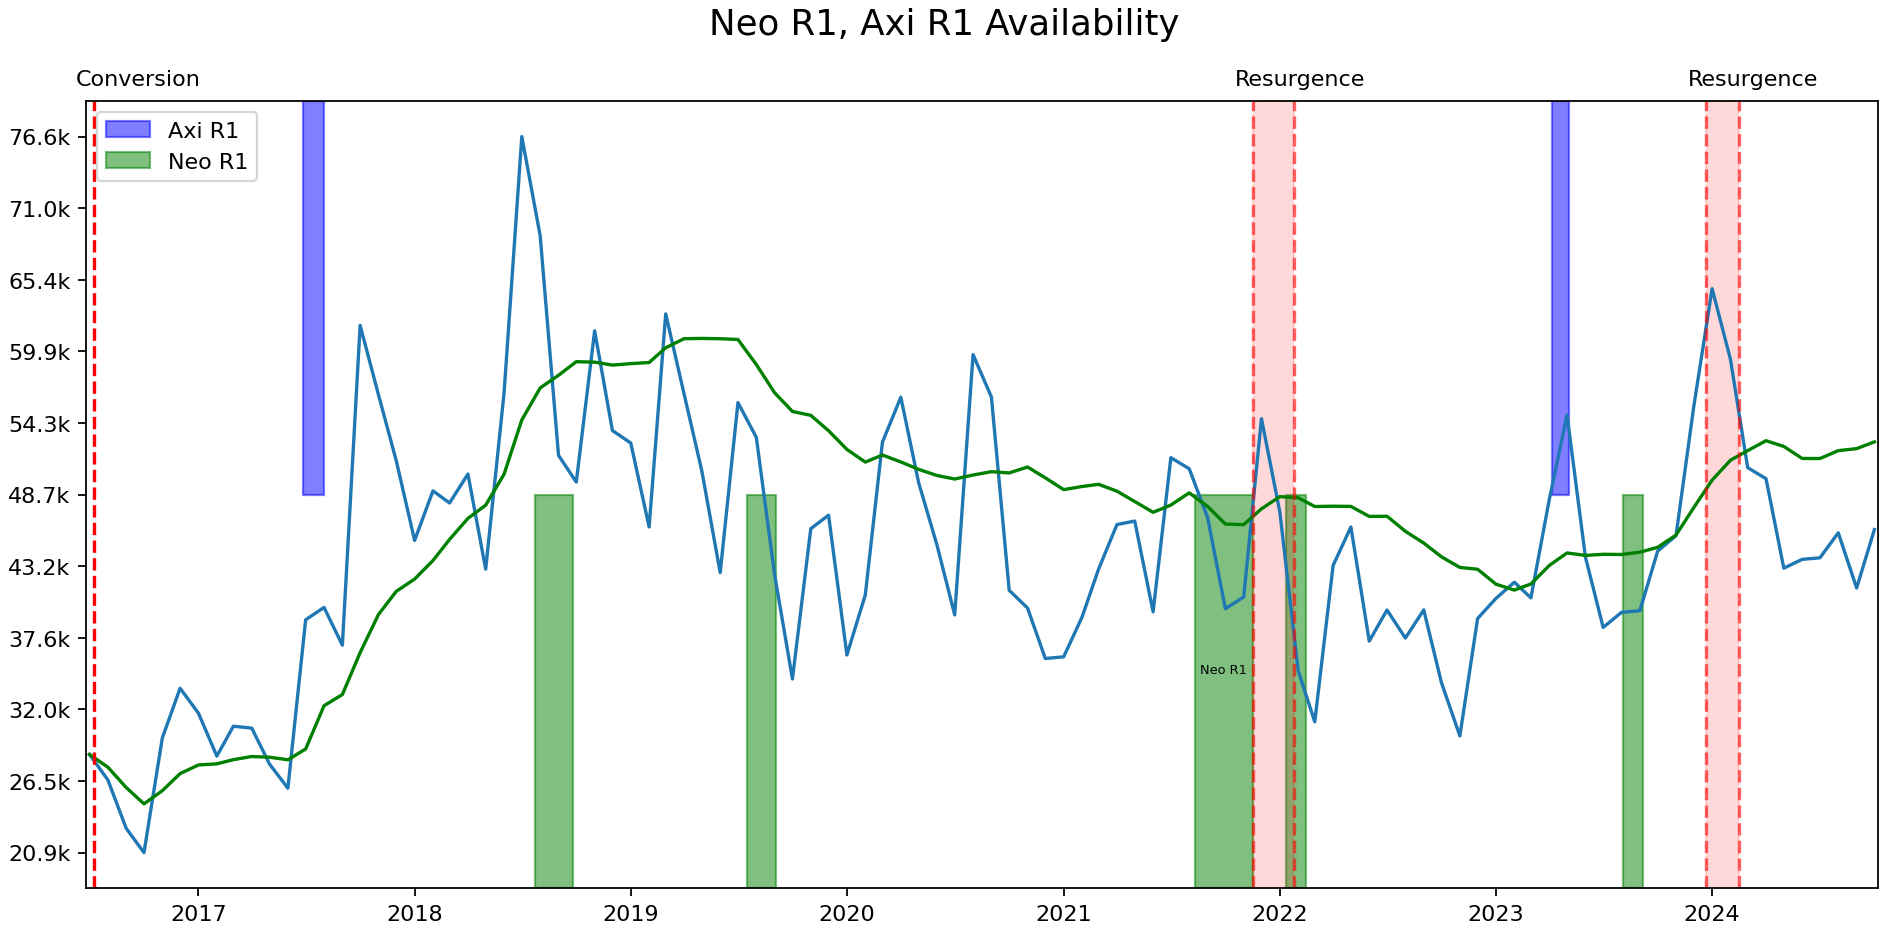 Neo R1, Axi R1 Availability
Conversion
Resurgence
Resurgence
Axi R1
Neo R1
76.6k
71.0k
65.4k
59.9k
54.3k
48.7k
43.2k
37.6k
32.0k
26.5k
20.9k
Neo R1
2017
2018
2019
2020
2021
2022
2023
2024